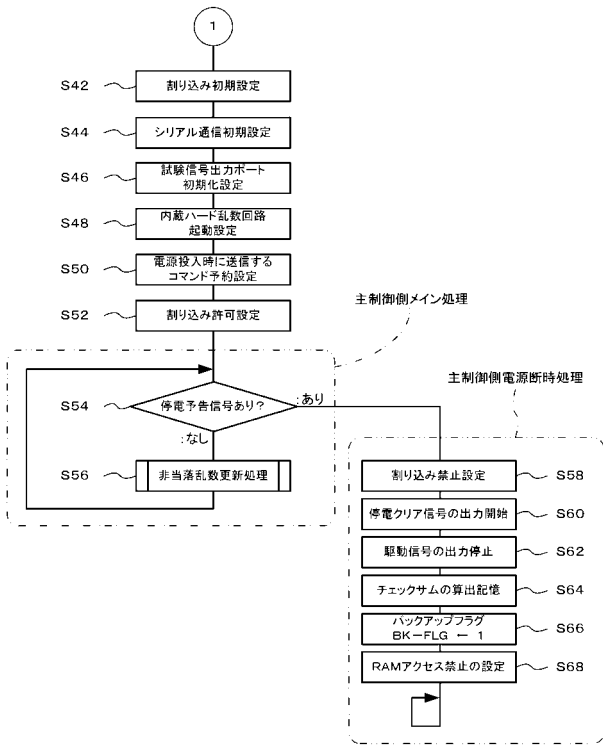 1
S42
割り込み初期設定
S44
シリアル通信初期設定
S46
試験信号出力ポート
初期化設定
S48
内蔵ハード乱数回路
起動設定
S50
電源投入時に送信する
コマンド予約設定
S52
割り込み許可設定
主制御側メイン処理
主制御側電源断時処理
S54
停電予告信号あり?
:あり
:なし
S56
非当落乱数更新処理
割り込み禁止設定
S58
停電クリア信号の出力開始
S60
駆動信号の出力停止
S62
チェックサムの算出記憶
S64
バックアップフラグ
BK-FLG ← 1
S66
RAMアクセス禁止の設定
S68